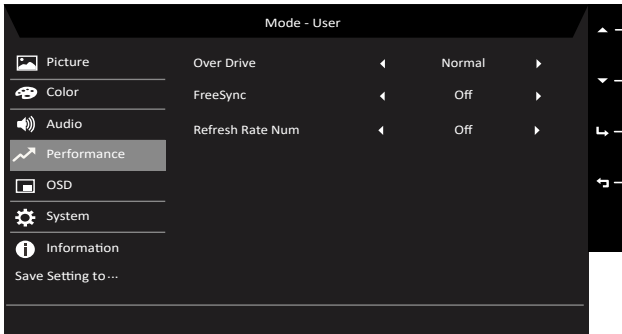 Mode - User
Picture
Over Drive Normal
Color
FreeSync Off
Audio
Refresh Rate Num Off
Performance
OSD
System
Information
Save Setting to ...